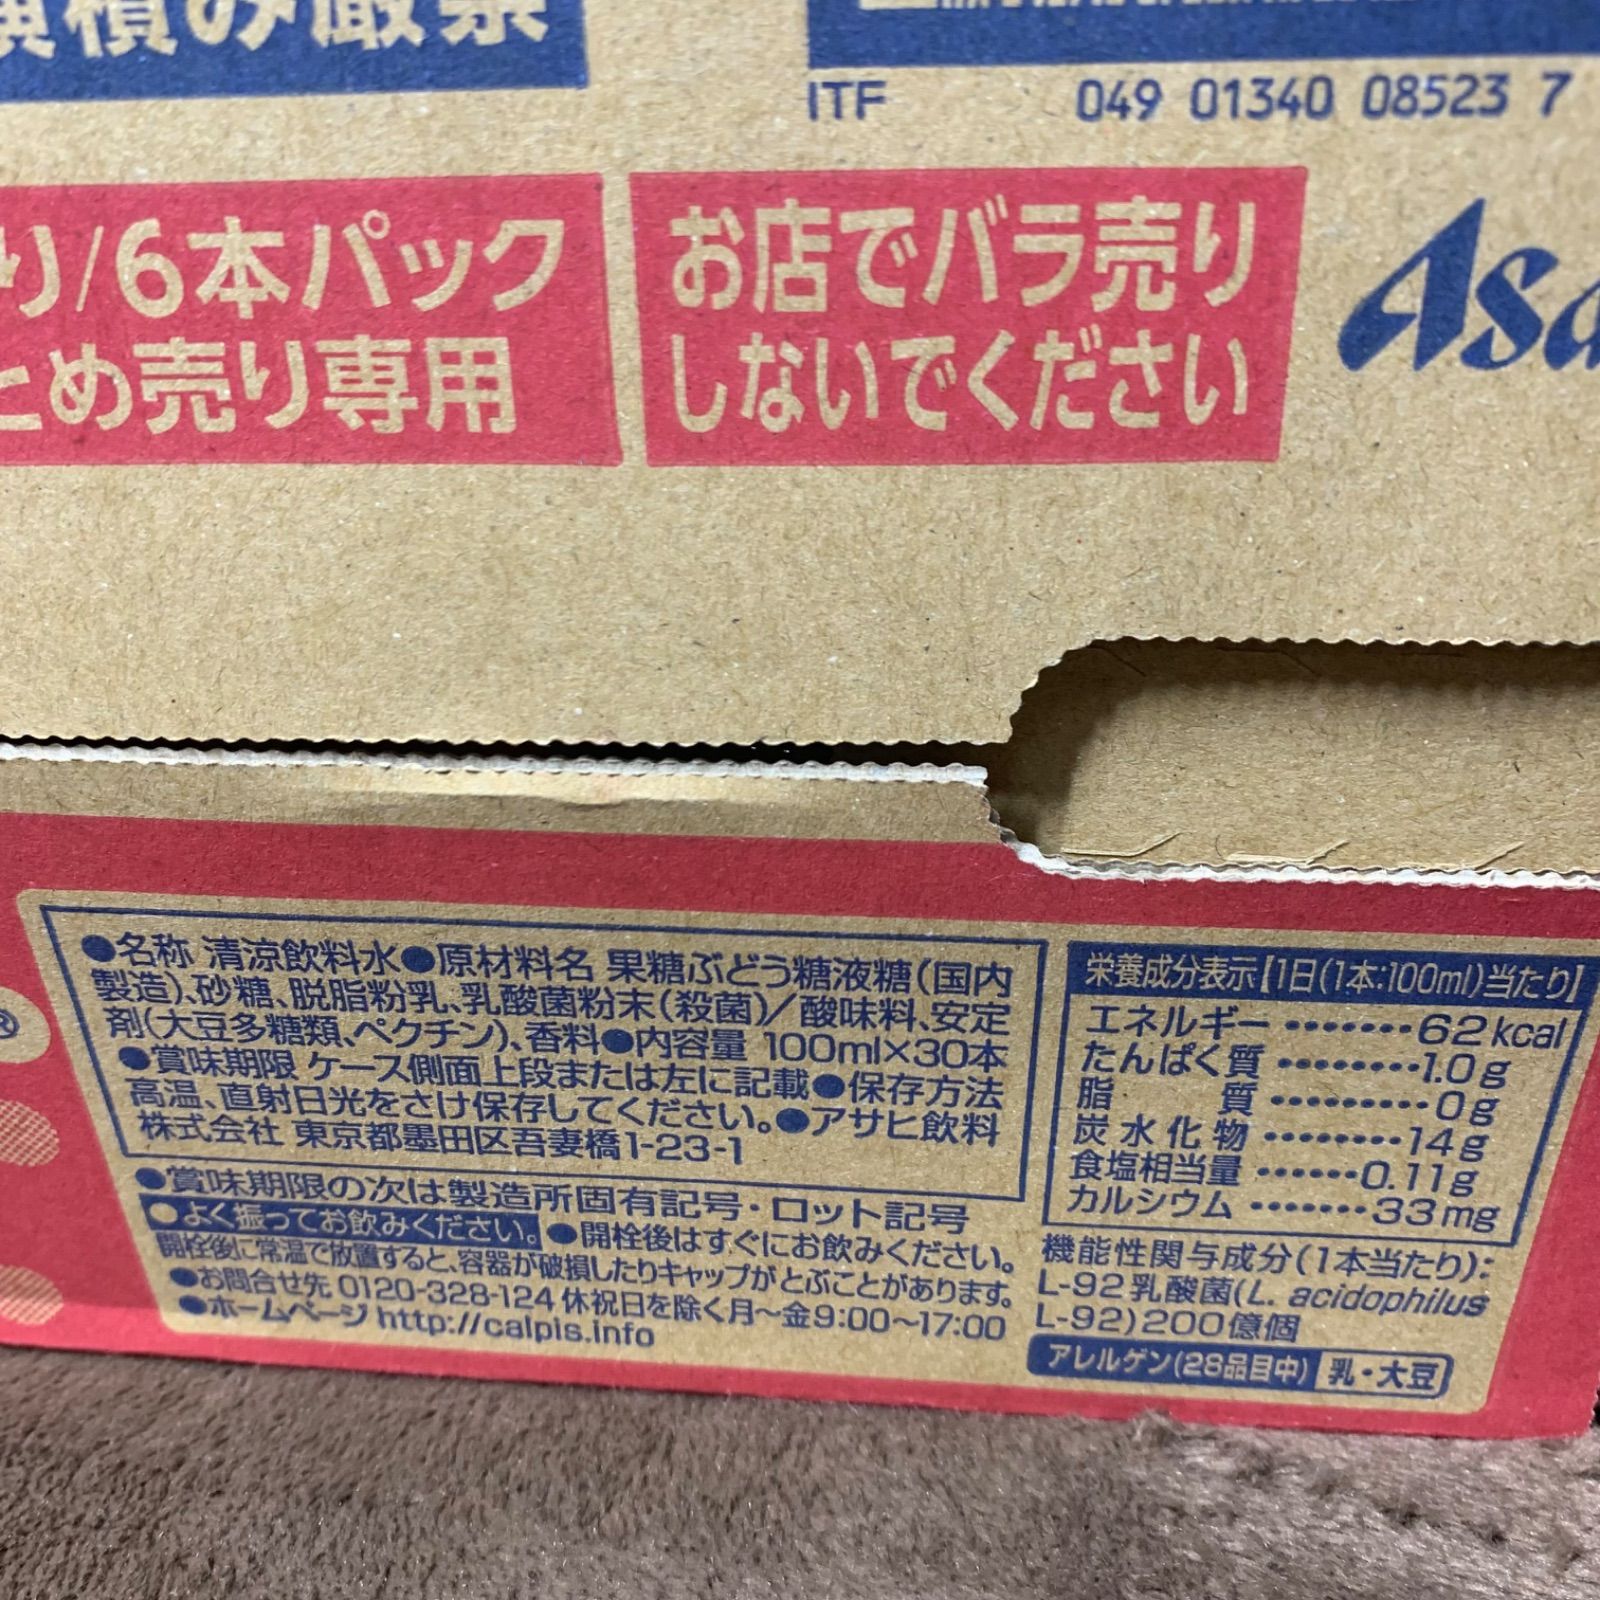 横積み厳禁
ITF 049 01340 08523 7
り/6本パック
とめ売り専用
お店でバラ売り
しないでください
Asa
®
●名称 清涼飲料水●原材料名 果糖ぶどう糖液糖(国内
製造)、砂糖、脱脂粉乳、乳酸菌粉末(殺菌)/酸味料、安定
剤(大豆多糖類、ペクチン)、香料●内容量 100ml×30本
●賞味期限 ケース側面上段または左に記載●保存方法
高温、直射日光をさけ保存してください。●アサヒ飲料
株式会社 東京都墨田区吾妻橋1-23-1
●賞味期限の次は製造所固有記号・ロット記号
●よく振ってお飲みください。●開栓後はすぐにお飲みください。
開栓後に常温で放置すると、容器が破損したりキャップがとぶことがあります。
●お問合せ先 0120-328-124 休祝日を除く月〜金9:00〜17:00
●ホームページ http://calpis.info
栄養成分表示【1日(1本:100ml)当たり】
エネルギー ・・・・・・・62kcal
たんぱく質 ・・・・・・・・1.0g
脂質 ・・・・・・・・・0g
炭水化物 ・・・・・・・・14g
食塩相当量 ・・・・・・0.11g
カルシウム ・・・・・・・33mg
機能性関与成分(1本当たり):
L-92乳酸菌(L. acidophilus
L-92)200億個
アレルゲン(28品目中) 乳・大豆